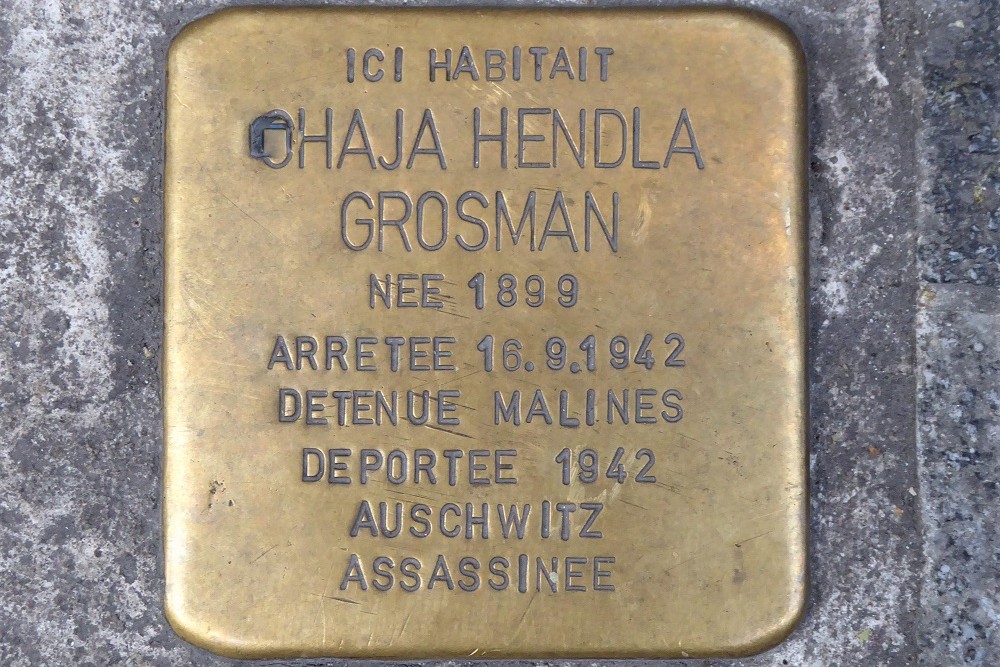 ICI HABITAIT
CHAJA HENDLA
GROSMAN
NEE 1899
ARRETEE 16.9.1942
DETENUE MALINES
DEPORTEE 1942
AUSCHWITZ
ASSASSINEE